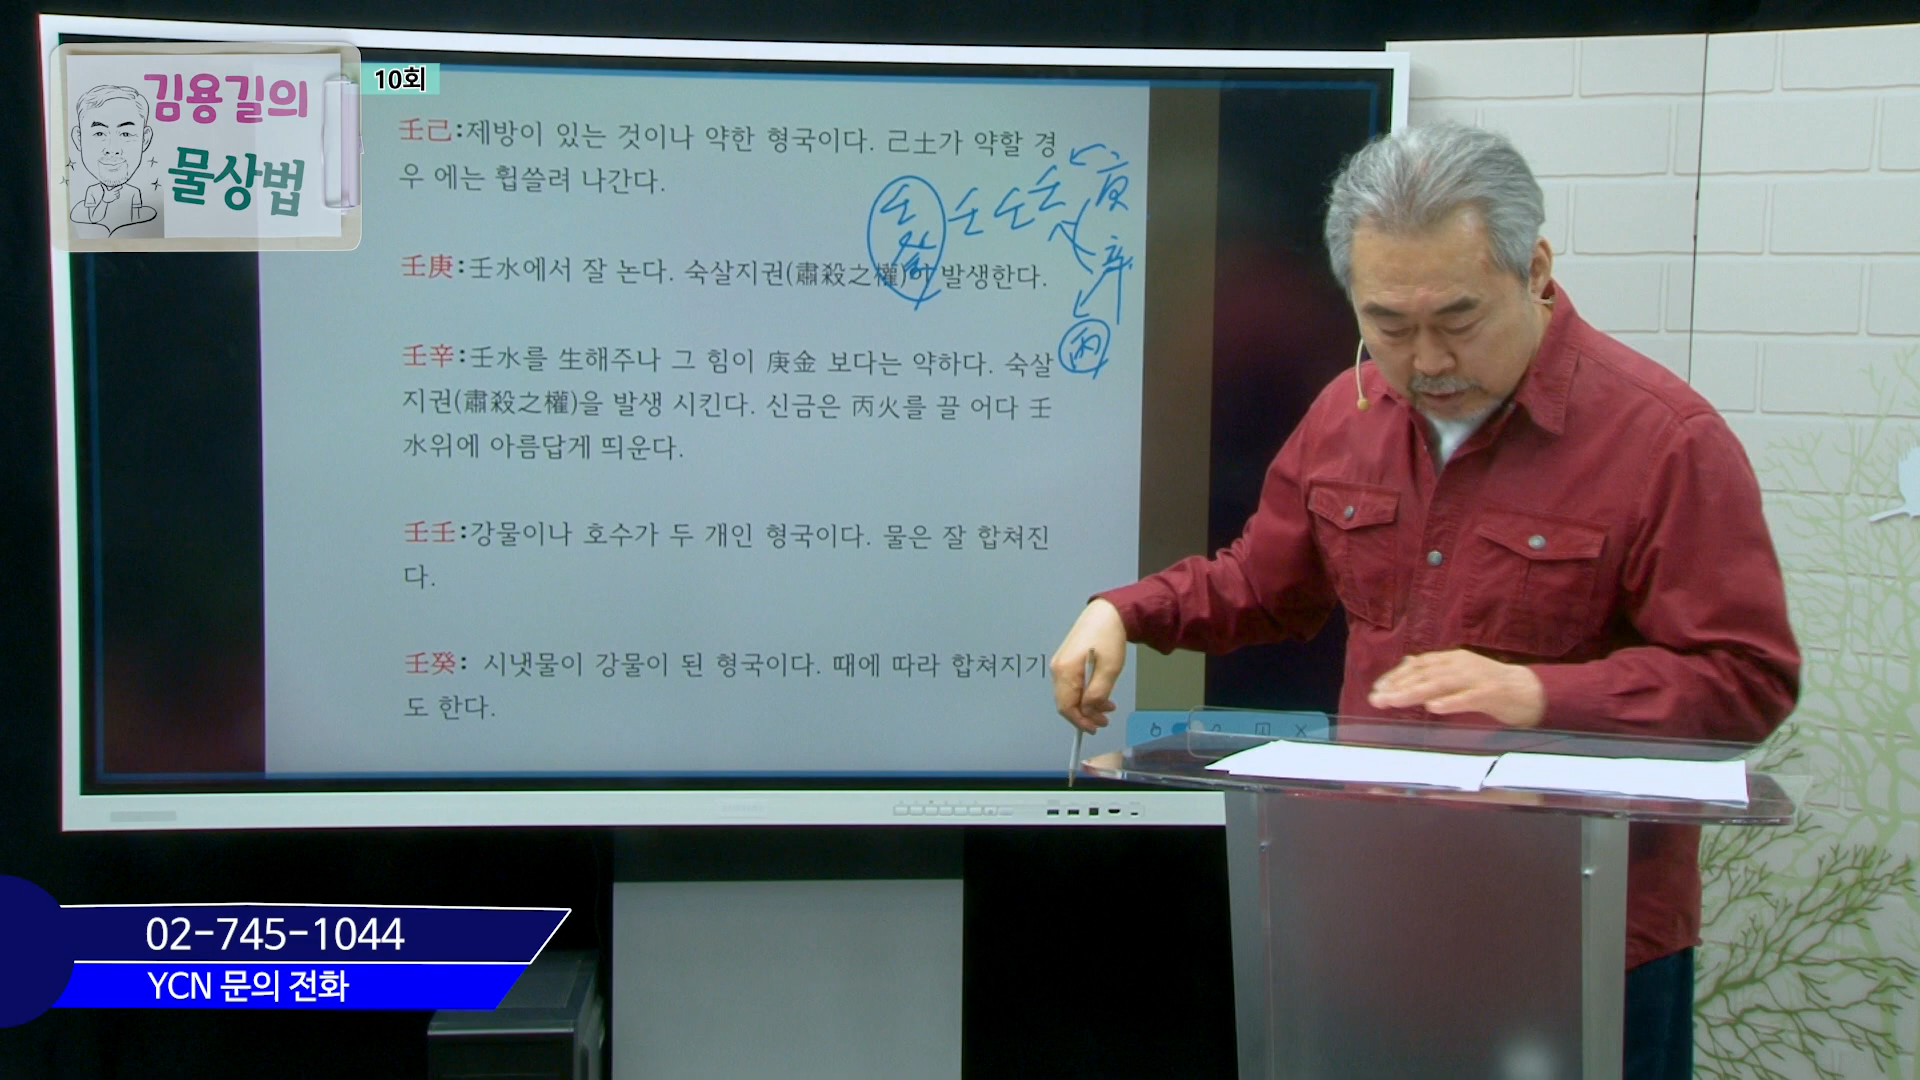 김용길의
물상법
10회
壬己:제방이 있는 것이나 약한 형국이다. 己土가 약할 경
우 에는 휩쓸려 나간다.
壬 壬 壬 壬 庚
辛
丙
壬庚:壬水에서 잘 논다. 숙살지권(肅殺之權)이 발생한다.
壬辛:壬水를 生해주나 그 힘이 庚金 보다는 약하다. 숙살
지권(肅殺之權)을 발생 시킨다. 신금은 丙火를 끌 어다 壬
水위에 아름답게 띄운다.
壬壬:강물이나 호수가 두 개인 형국이다. 물은 잘 합쳐진
다.
壬癸: 시냇물이 강물이 된 형국이다. 때에 따라 합쳐지기
도 한다.
02-745-1044
YCN 문의 전화